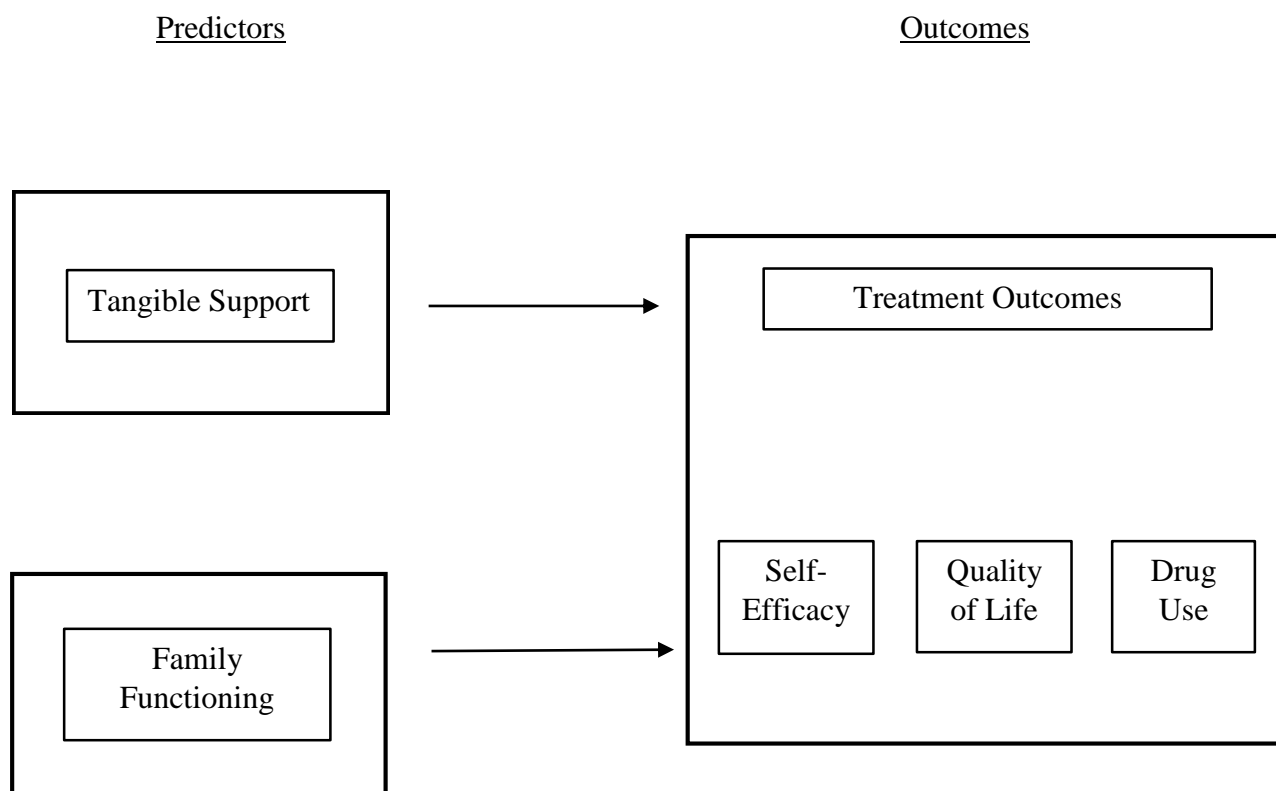 Predictors
Outcomes
Tangible Support
Treatment Outcomes
Self-
Efficacy
Quality
of Life
Drug
Use
Family
Functioning